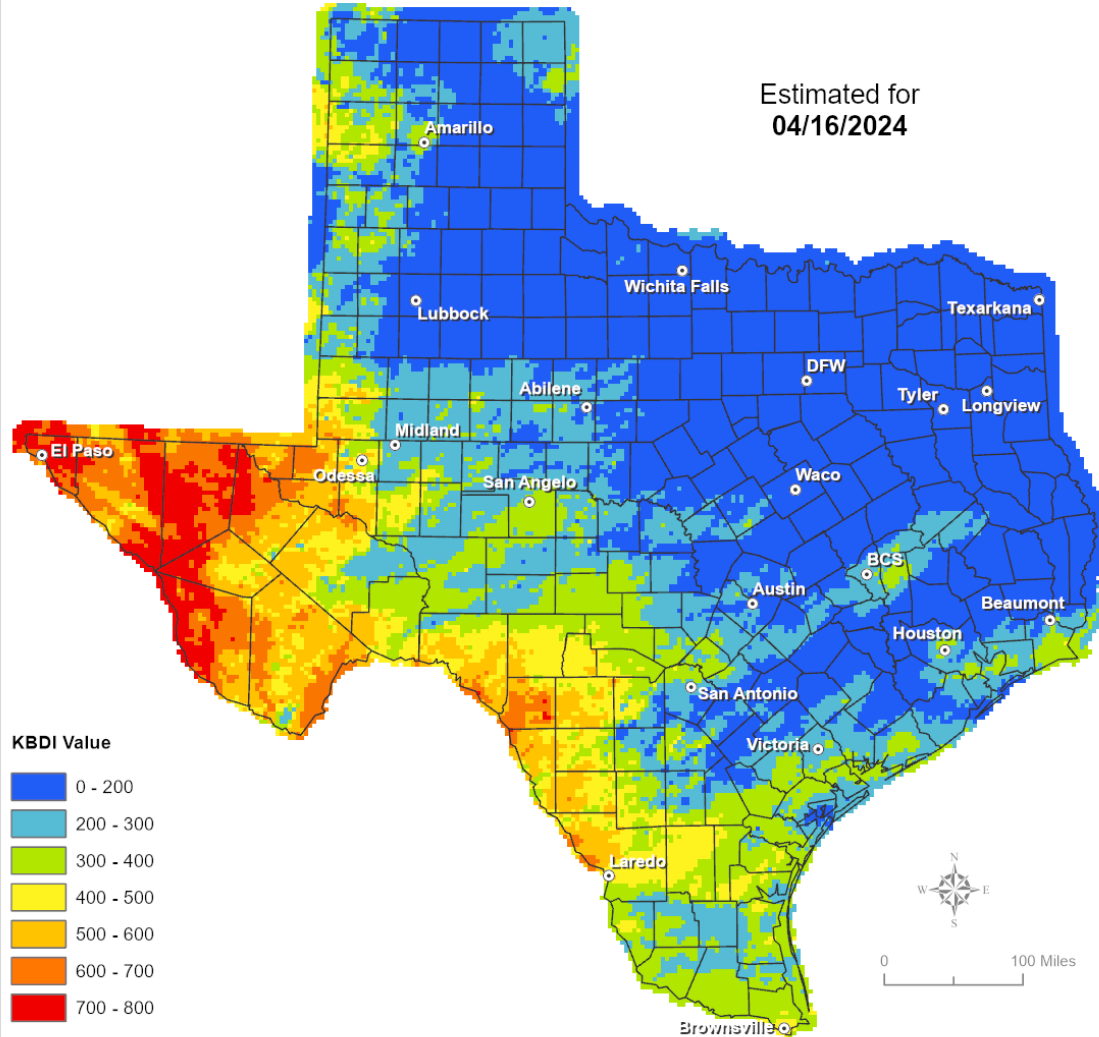 Estimated for
04/16/2024
Amarillo
Wichita Falls
Texarkana
Lubbock
DFW
Abilene
Tyler
Longview
Midland
El Paso
Odessa
San Angelo
Waco
BCS
Austin
Beaumont
Houston
San Antonio
Victoria
Laredo
Brownsville
KBDI Value
0 - 200
200 - 300
300 - 400
400 - 500
500 - 600
600 - 700
700 - 800
N
W E
S
0 100 Miles